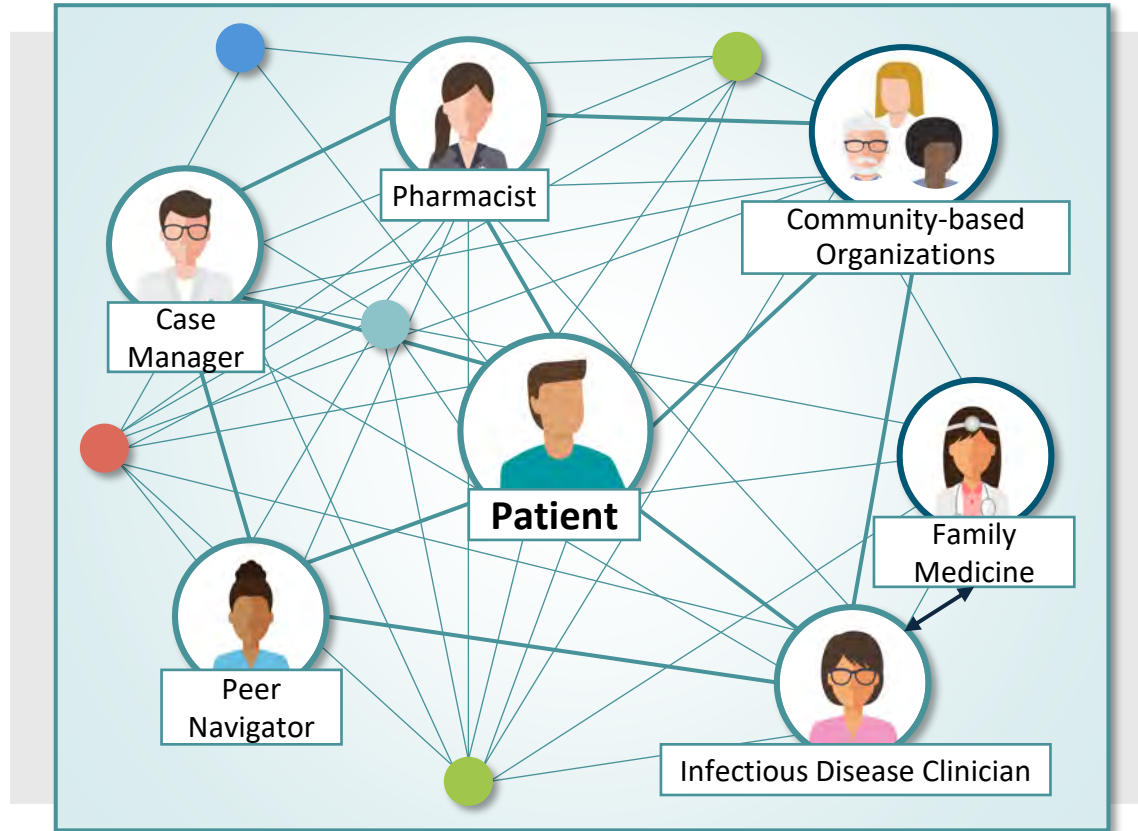 Pharmacist
Community-based
Organizations
Case
Manager
Patient
Family
Medicine
Peer
Navigator
Infectious Disease Clinician